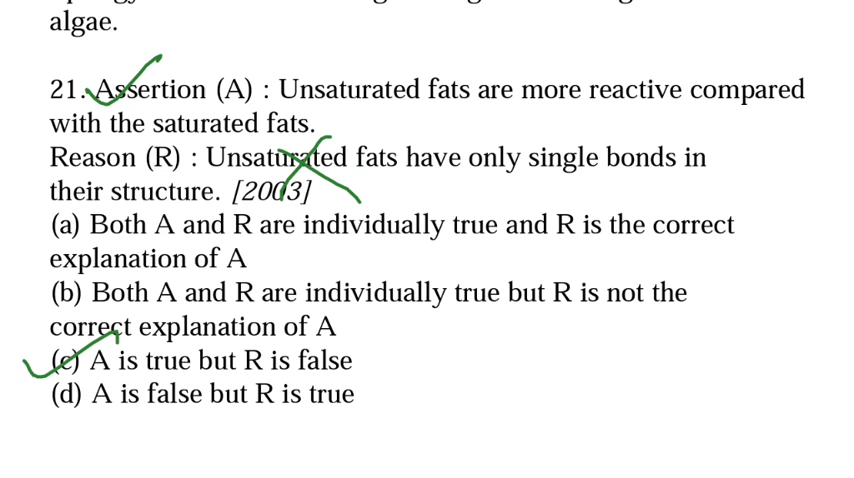 algae.
21. Assertion (A) : Unsaturated fats are more reactive compared
with the saturated fats.
Reason (R) : Unsaturated fats have only single bonds in
their structure. [2003]
(a) Both A and R are individually true and R is the correct
explanation of A
(b) Both A and R are individually true but R is not the
correct explanation of A
(c) A is true but R is false
(d) A is false but R is true